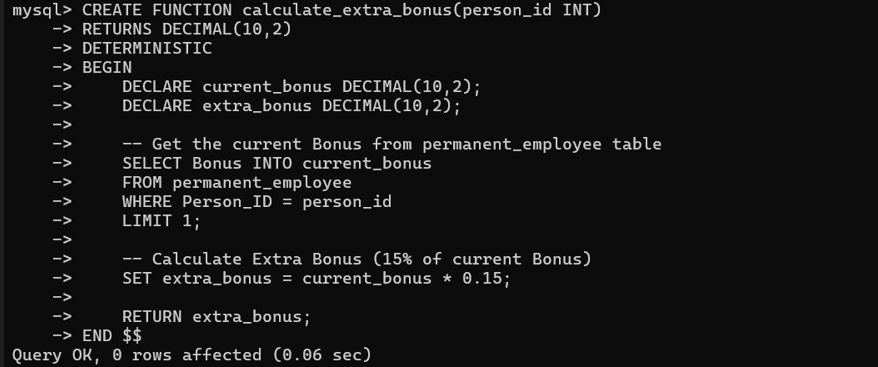 mysql> CREATE FUNCTION calculate_extra_bonus(person_id INT)
    -> RETURNS DECIMAL(10,2)
    -> DETERMINISTIC
    -> BEGIN
    ->     DECLARE current_bonus DECIMAL(10,2);
    ->     DECLARE extra_bonus DECIMAL(10,2);
    ->
    ->     -- Get the current Bonus from permanent_employee table
    ->     SELECT Bonus INTO current_bonus
    ->     FROM permanent_employee
    ->     WHERE Person_ID = person_id
    ->     LIMIT 1;
    ->
    ->     -- Calculate Extra Bonus (15% of current Bonus)
    ->     SET extra_bonus = current_bonus * 0.15;
    ->
    ->     RETURN extra_bonus;
    -> END $$
Query OK, 0 rows affected (0.06 sec)